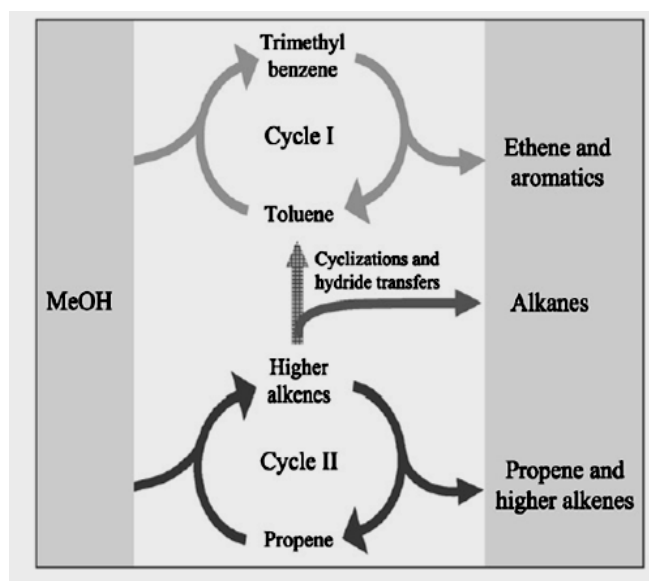 Trimethyl
benzene
Cycle I
Ethene and
aromatics
Toluene
Cyclizations and
hydride transfers
MeOH
Alkanes
Higher
alkenes
Cycle II
Propene and
higher alkenes
Propene